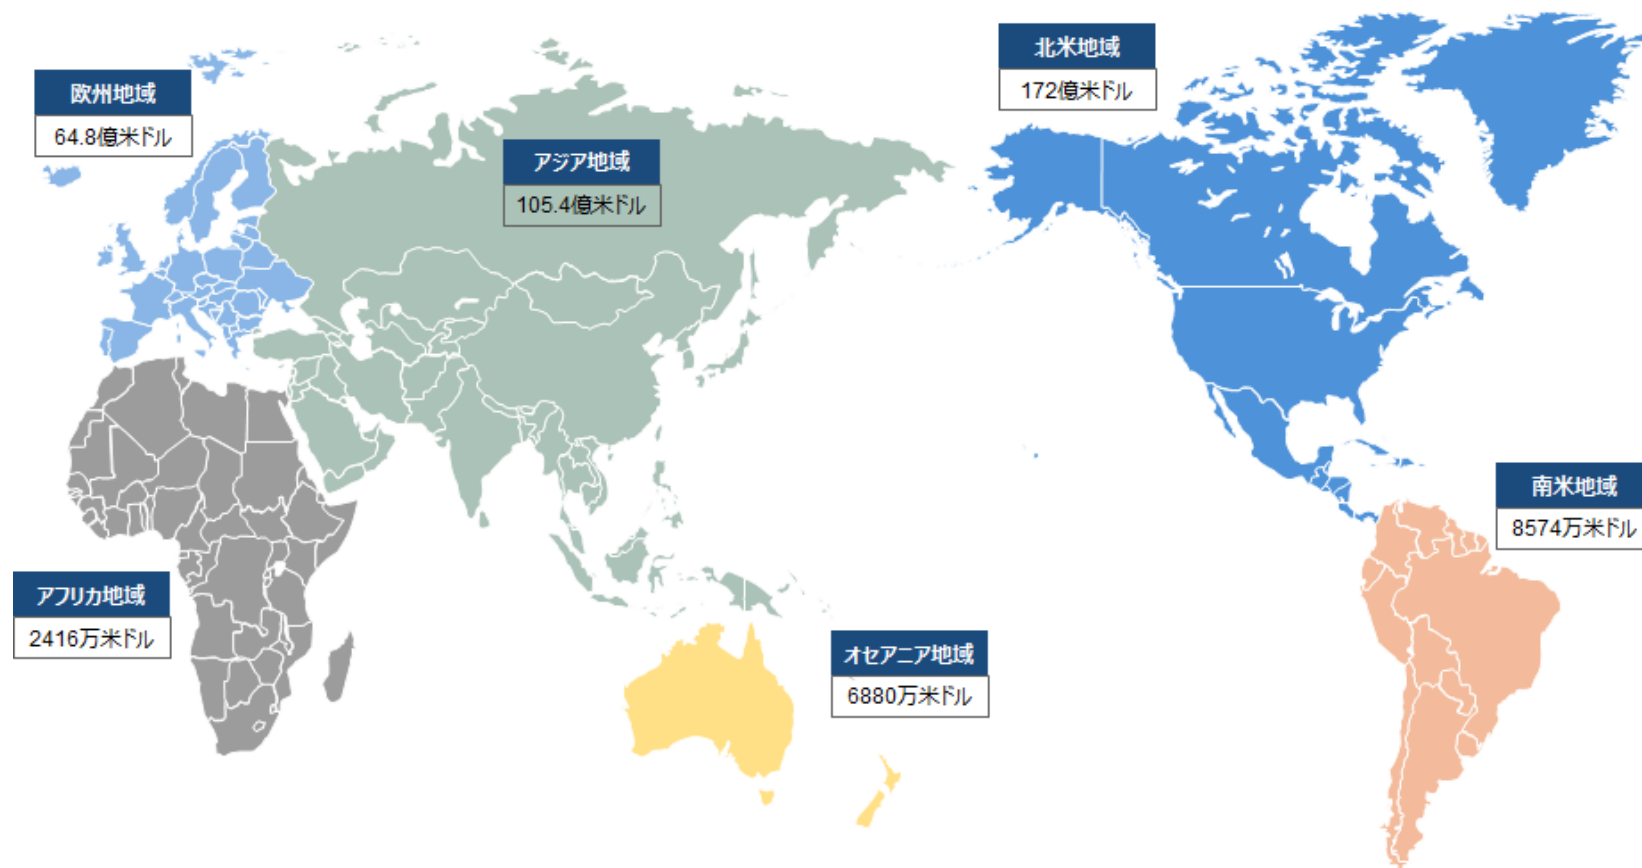 北米地域
172億米ドル
欧州地域
64.8億米ドル
アジア地域
105.4億米ドル
南米地域
8574万米ドル
アフリカ地域
2416万米ドル
オセアニア地域
6880万米ドル